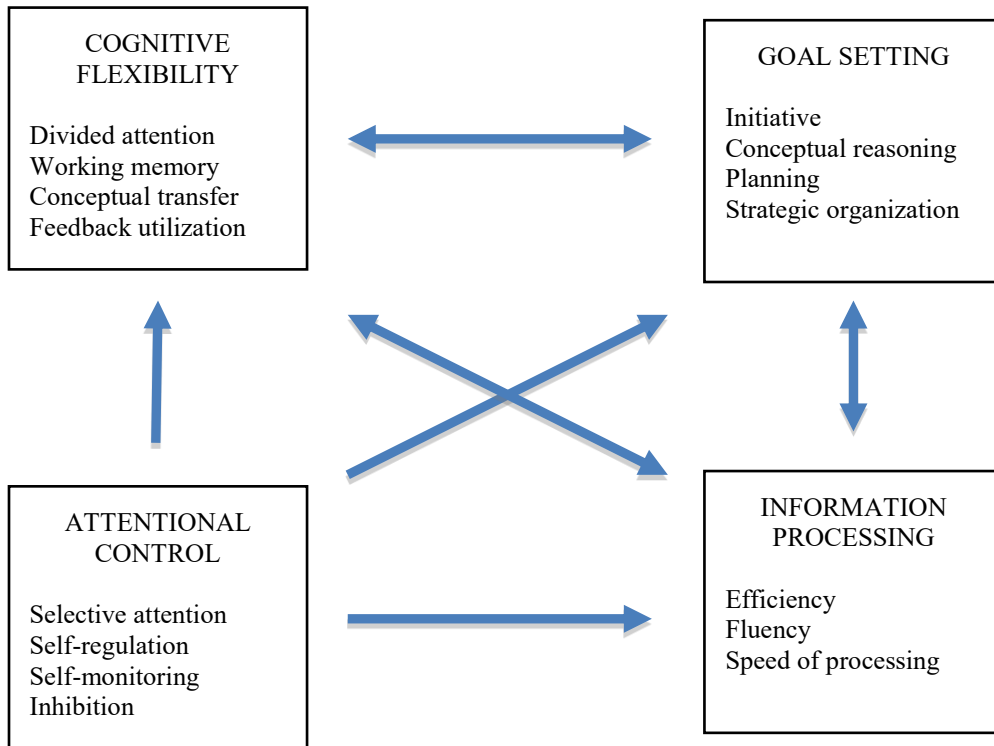 COGNITIVE
FLEXIBILITY
Divided attention
Working memory
Conceptual transfer
Feedback utilization
GOAL SETTING
Initiative
Conceptual reasoning
Planning
Strategic organization
ATTENTIONAL
CONTROL
Selective attention
Self-regulation
Self-monitoring
Inhibition
INFORMATION
PROCESSING
Efficiency
Fluency
Speed of processing